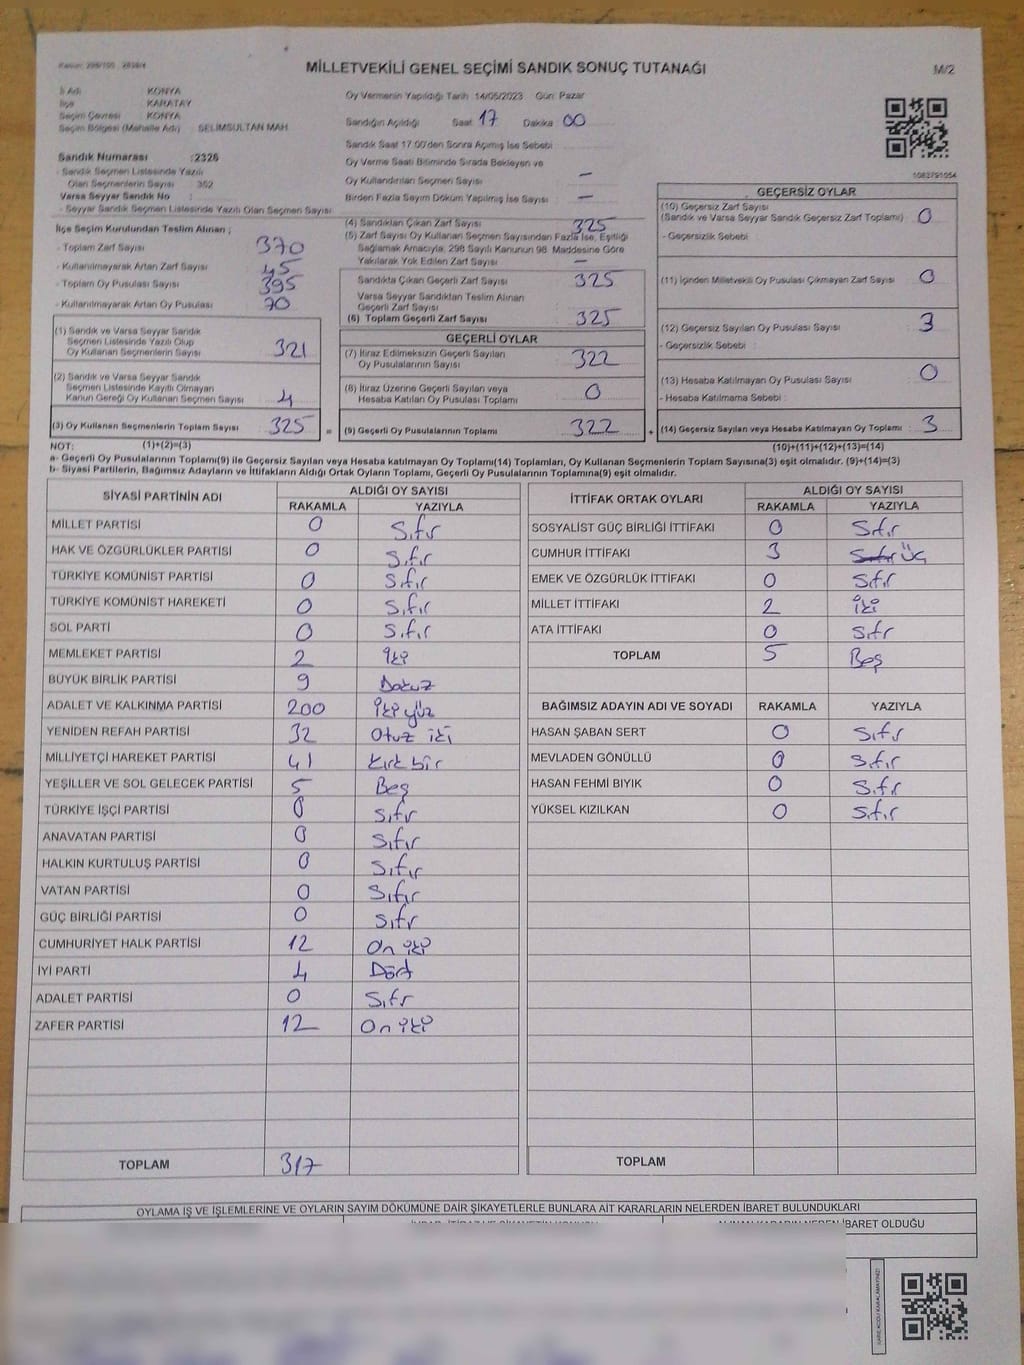 MİLLETVEKİLİ GENEL SEÇİMİ SANDIK SONUÇ TUTANAĞI
M/2
İl Adı KONYA
İlçe KARATAY
Seçim Çevresi KONYA
Seçim Bölgesi (Mahalle Adı) SELİMSULTAN MAH.
Sandık Numarası :2326
- Sandık Seçmen Listesinde Yazılı
Olan Seçmenlerin Sayısı 352
Varsa Seyyar Sandık No :
- Seyyar Sandık Seçmen Listesinde Yazılı Olan Seçmen Sayısı:
İlçe Seçim Kurulundan Teslim Alınan ;
- Toplam Zarf Sayısı 370
- Kullanılmayarak Artan Zarf Sayısı 45
- Toplam Oy Pusulası Sayısı 395
- Kullanılmayarak Artan Oy Pusulası 70
(1) Sandık ve Varsa Seyyar Sandık
Seçmen Listesinde Yazılı Olup
Oy Kullanan Seçmenlerin Sayısı 321
(2) Sandık ve Varsa Seyyar Sandık
Seçmen Listesinde Kayıtlı Olmayan
Kanun Gereği Oy Kullanan Seçmen Sayısı 4
(3) Oy Kullanan Seçmenlerin Toplam Sayısı 325
Oy Vermenin Yapıldığı Tarih 14/05/2023 Gün: Pazar
Sandığın Açıldığı Saat 17 Dakika 00
Sandık Saat 17.00'den Sonra Açılmış İse Sebebi
Oy Verme Saati Bitiminde Sırada Bekleyen ve
Oy Kullandırılan Seçmen Sayısı —
Birden Fazla Sayım Döküm Yapılmış İse Sayısı —
(4) Sandıktan Çıkan Zarf Sayısı 325
(5) Zarf Sayısı Oy Kullanan Seçmen Sayısından Fazla İse, Eşitliği
Sağlamak Amacıyla, 298 Sayılı Kanunun 98. Maddesine Göre
Yakılarak Yok Edilen Zarf Sayısı —
Sandıkta Çıkan Geçerli Zarf Sayısı 325
Varsa Seyyar Sandıktan Teslim Alınan
Geçerli Zarf Sayısı
(6) Toplam Geçerli Zarf Sayısı : 325
GEÇERLİ OYLAR
(7) İtiraz Edilmeksizin Geçerli Sayılan
Oy Pusulalarının Sayısı 322
(8) İtiraz Üzerine Geçerli Sayılan veya
Hesaba Katılan Oy Pusulası Toplamı 0
= (9) Geçerli Oy Pusulalarının Toplamı 322 +
1083791054
GEÇERSİZ OYLAR
(10) Geçersiz Zarf Sayısı
(Sandık ve Varsa Seyyar Sandık Geçersiz Zarf Toplamı) 0
- Geçersizlik Sebebi
(11) İçinden Milletvekili Oy Pusulası Çıkmayan Zarf Sayısı 0
(12) Geçersiz Sayılan Oy Pusulası Sayısı : 3
- Geçersizlik Sebebi :
(13) Hesaba Katılmayan Oy Pusulası Sayısı 0
- Hesaba Katılmama Sebebi :
(14) Geçersiz Sayılan veya Hesaba Katılmayan Oy Toplamı : 3
NOT: (1)+(2)=(3) (10)+(11)+(12)+(13)=(14)
a- Geçerli Oy Pusulalarının Toplamı(9) ile Geçersiz Sayılan veya Hesaba katılmayan Oy Toplamı(14) Toplamları, Oy Kullanan Seçmenlerin Toplam Sayısına(3) eşit olmalıdır. (9)+(14)=(3)
b- Siyasi Partilerin, Bağımsız Adayların ve İttifakların Aldığı Ortak Oyların Toplamı, Geçerli Oy Pusulalarının Toplamına(9) eşit olmalıdır.
SİYASİ PARTİNİN ADI ALDIĞI OY SAYISI
RAKAMLA YAZIYLA
MİLLET PARTİSİ 0 Sıfır
HAK VE ÖZGÜRLÜKLER PARTİSİ 0 Sıfır
TÜRKİYE KOMÜNİST PARTİSİ 0 Sıfır
TÜRKİYE KOMÜNİST HAREKETİ 0 Sıfır
SOL PARTİ 0 Sıfır
MEMLEKET PARTİSİ 2 İki
BÜYÜK BİRLİK PARTİSİ 9 Dokuz
ADALET VE KALKINMA PARTİSİ 200 İki yüz
YENİDEN REFAH PARTİSİ 32 Otuz iki
MİLLİYETÇİ HAREKET PARTİSİ 41 kırk bir
YEŞİLLER VE SOL GELECEK PARTİSİ 5 Beş
TÜRKİYE İŞÇİ PARTİSİ 0 Sıfır
ANAVATAN PARTİSİ 0 Sıfır
HALKIN KURTULUŞ PARTİSİ 0 Sıfır
VATAN PARTİSİ 0 Sıfır
GÜÇ BİRLİĞİ PARTİSİ 0 Sıfır
CUMHURİYET HALK PARTİSİ 12 On iki
İYİ PARTİ 4 Dört
ADALET PARTİSİ 0 Sıfır
ZAFER PARTİSİ 12 On iki
TOPLAM 317
İTTİFAK ORTAK OYLARI ALDIĞI OY SAYISI
RAKAMLA YAZIYLA
SOSYALİST GÜÇ BİRLİĞİ İTTİFAKI 0 Sıfır
CUMHUR İTTİFAKI 3 Sıfır Üç
EMEK VE ÖZGÜRLÜK İTTİFAKI 0 Sıfır
MİLLET İTTİFAKI 2 iki
ATA İTTİFAKI 0 Sıfır
TOPLAM 5 Beş
BAĞIMSIZ ADAYIN ADI VE SOYADI RAKAMLA YAZIYLA
HASAN ŞABAN SERT 0 Sıfır
MEVLADEN GÖNÜLLÜ 0 Sıfır
HASAN FEHMİ BIYIK 0 Sıfır
YÜKSEL KIZILKAN 0 Sıfır
TOPLAM
OYLAMA İŞ VE İŞLEMLERİNE VE OYLARIN SAYIM DÖKÜMÜNE DAİR ŞİKAYETLERLE BUNLARA AİT KARARLARIN NELERDEN İBARET BULUNDUKLARI
İBARET OLDUĞU